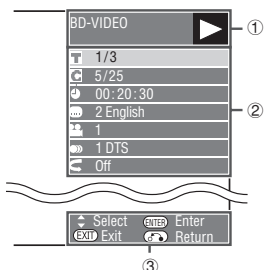 BD-VIDEO
①
T 1/3
C 5/25
00:20:30
2 English
②
1
1 DTS
Off
Select ENTER Enter
EXIT Exit Return
③